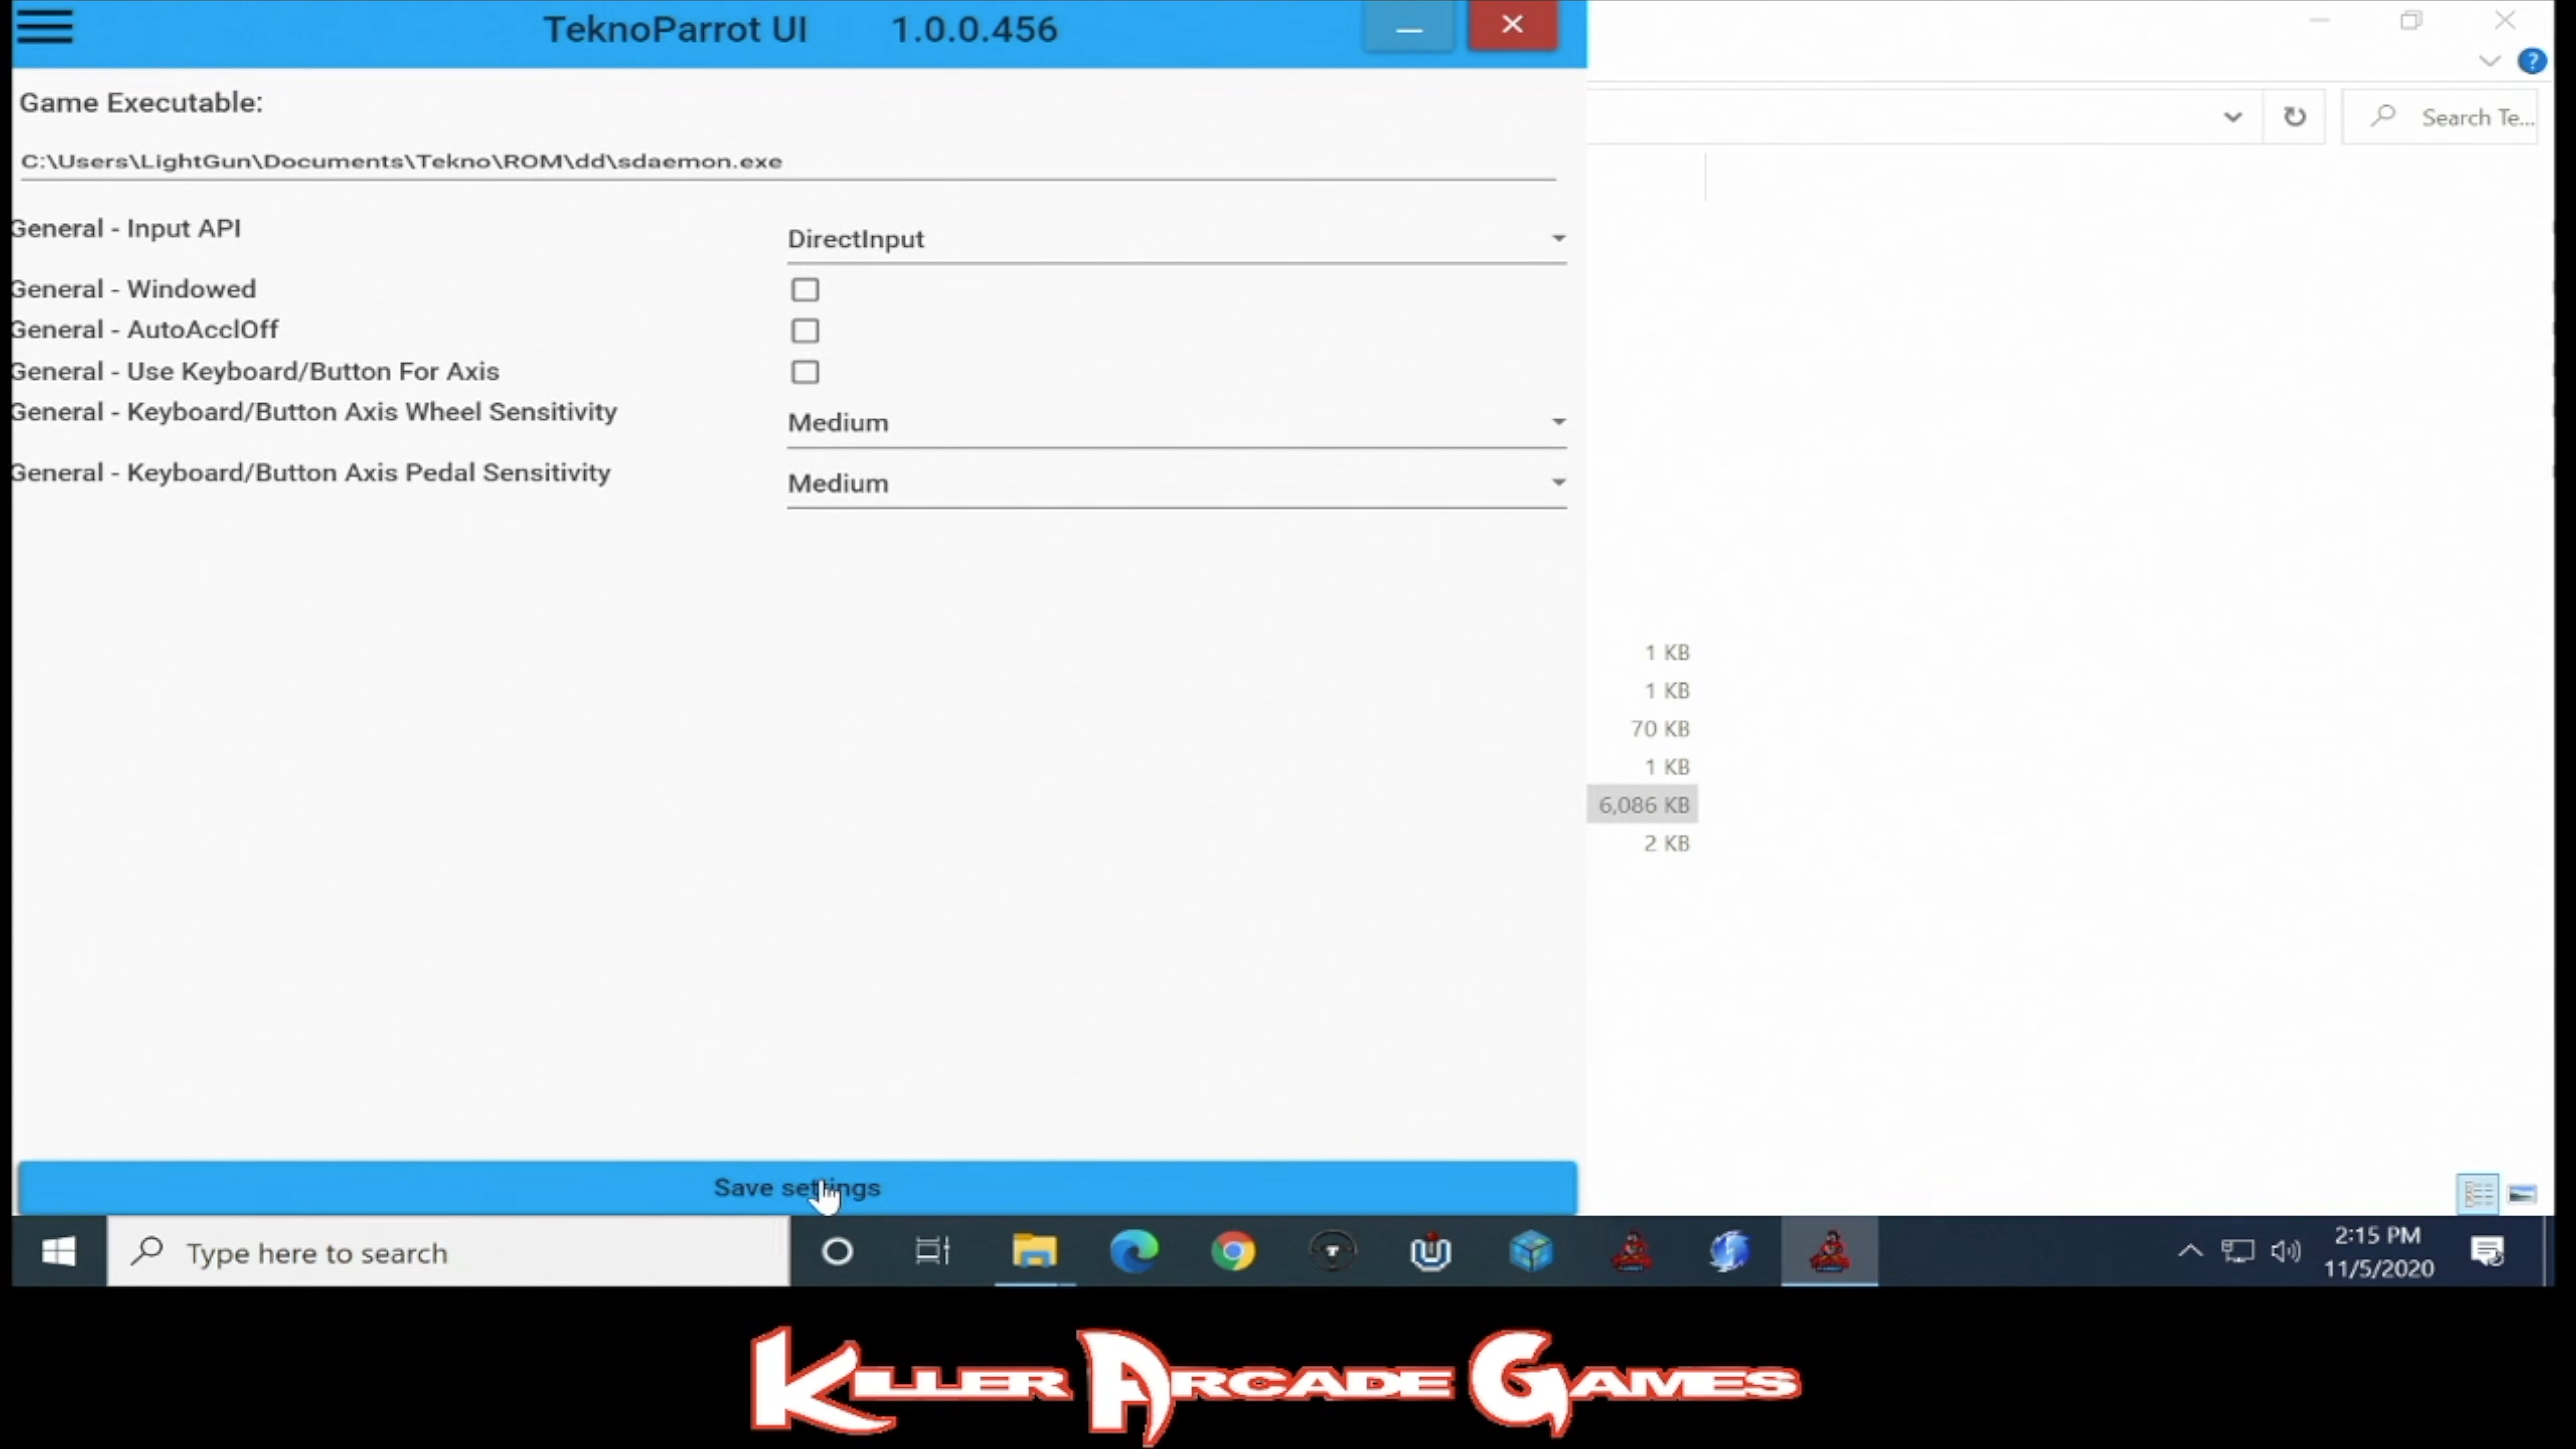 TeknoParrot UI 1.0.0.456
Game Executable:
C:\Users\LightGun\Documents\Tekno\ROM\dd\sdaemon.exe
General - Input API
DirectInput
General - Windowed
General - AutoAcclOff
General - Use Keyboard/Button For Axis
General - Keyboard/Button Axis Wheel Sensitivity
Medium
General - Keyboard/Button Axis Pedal Sensitivity
Medium
Save settings
Search Te...
1 KB
1 KB
70 KB
1 KB
6,086 KB
2 KB
Type here to search
2:15 PM
11/5/2020
KILLER ARCADE GAMES